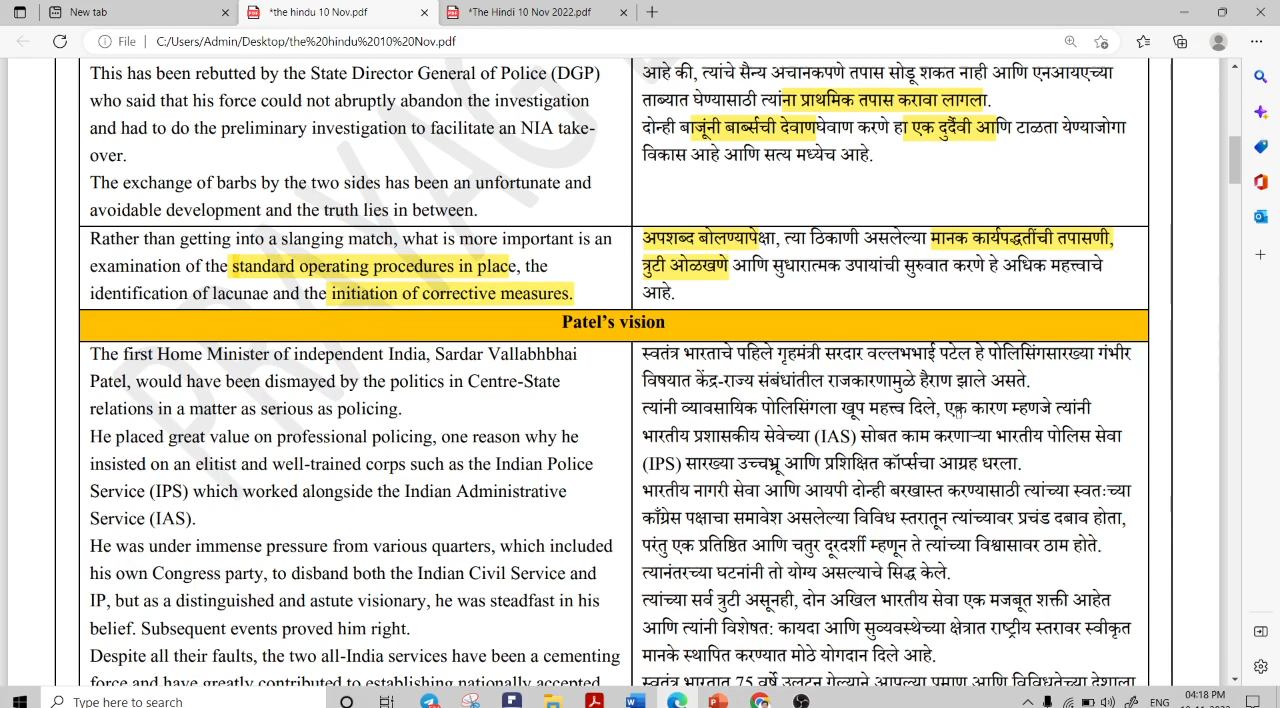 New tab
*the hindu 10 Nov.pdf
*The Hindi 10 Nov 2022.pdf
File | C:/Users/Admin/Desktop/the%20hindu%2010%20Nov.pdf
This has been rebutted by the State Director General of Police (DGP)
who said that his force could not abruptly abandon the investigation
and had to do the preliminary investigation to facilitate an NIA take-
over.
The exchange of barbs by the two sides has been an unfortunate and
avoidable development and the truth lies in between.
आहे की, त्यांचे सैन्य अचानकपणे तपास सोडू शकत नाही आणि एनआयएच्या
ताब्यात घेण्यासाठी त्यांना प्राथमिक तपास करावा लागला.
दोन्ही बाजूंनी बार्ब्सची देवाणघेवाण करणे हा एक दुर्दैवी आणि टाळता येण्याजोगा
विकास आहे आणि सत्य मध्येच आहे.
Rather than getting into a slanging match, what is more important is an
examination of the standard operating procedures in place, the
identification of lacunae and the initiation of corrective measures.
अपशब्द बोलण्यापेक्षा, त्या ठिकाणी असलेल्या मानक कार्यपद्धतींची तपासणी,
त्रुटी ओळखणे आणि सुधारात्मक उपायांची सुरुवात करणे हे अधिक महत्त्वाचे
आहे.
Patel's vision
The first Home Minister of independent India, Sardar Vallabhbhai
Patel, would have been dismayed by the politics in Centre-State
relations in a matter as serious as policing.
He placed great value on professional policing, one reason why he
insisted on an elitist and well-trained corps such as the Indian Police
Service (IPS) which worked alongside the Indian Administrative
Service (IAS).
He was under immense pressure from various quarters, which included
his own Congress party, to disband both the Indian Civil Service and
IP, but as a distinguished and astute visionary, he was steadfast in his
belief. Subsequent events proved him right.
Despite all their faults, the two all-India services have been a cementing
force and have greatly contributed to establishing nationally accepted
स्वतंत्र भारताचे पहिले गृहमंत्री सरदार वल्लभभाई पटेल हे पोलिसिंगसारख्या गंभीर
विषयात केंद्र-राज्य संबंधांतील राजकारणामुळे हैराण झाले असते.
त्यांनी व्यावसायिक पोलिसिंगला खूप महत्त्व दिले, एक कारण म्हणजे त्यांनी
भारतीय प्रशासकीय सेवेच्या (IAS) सोबत काम करणाऱ्या भारतीय पोलिस सेवा
(IPS) सारख्या उच्चभ्रू आणि प्रशिक्षित कॉर्प्सचा आग्रह धरला.
भारतीय नागरी सेवा आणि आयपी दोन्ही बरखास्त करण्यासाठी त्यांच्या स्वतःच्या
काँग्रेस पक्षाचा समावेश असलेल्या विविध स्तरातून त्यांच्यावर प्रचंड दबाव होता,
परंतु एक प्रतिष्ठित आणि चतुर दूरदर्शी म्हणून ते त्यांच्या विश्वासावर ठाम होते.
त्यानंतरच्या घटनांनी तो योग्य असल्याचे सिद्ध केले.
त्यांच्या सर्व त्रुटी असूनही, दोन अखिल भारतीय सेवा एक मजबूत शक्ती आहेत
आणि त्यांनी विशेषत: कायदा आणि सुव्यवस्थेच्या क्षेत्रात राष्ट्रीय स्तरावर स्वीकृत
मानके स्थापित करण्यात मोठे योगदान दिले आहे.
स्वतंत्र भारतात 75 वर्षे उलटून गेल्याने आपल्या प्रमाण आणि विविधतेच्या देशाला
Type here to search
ENG
04:18 PM